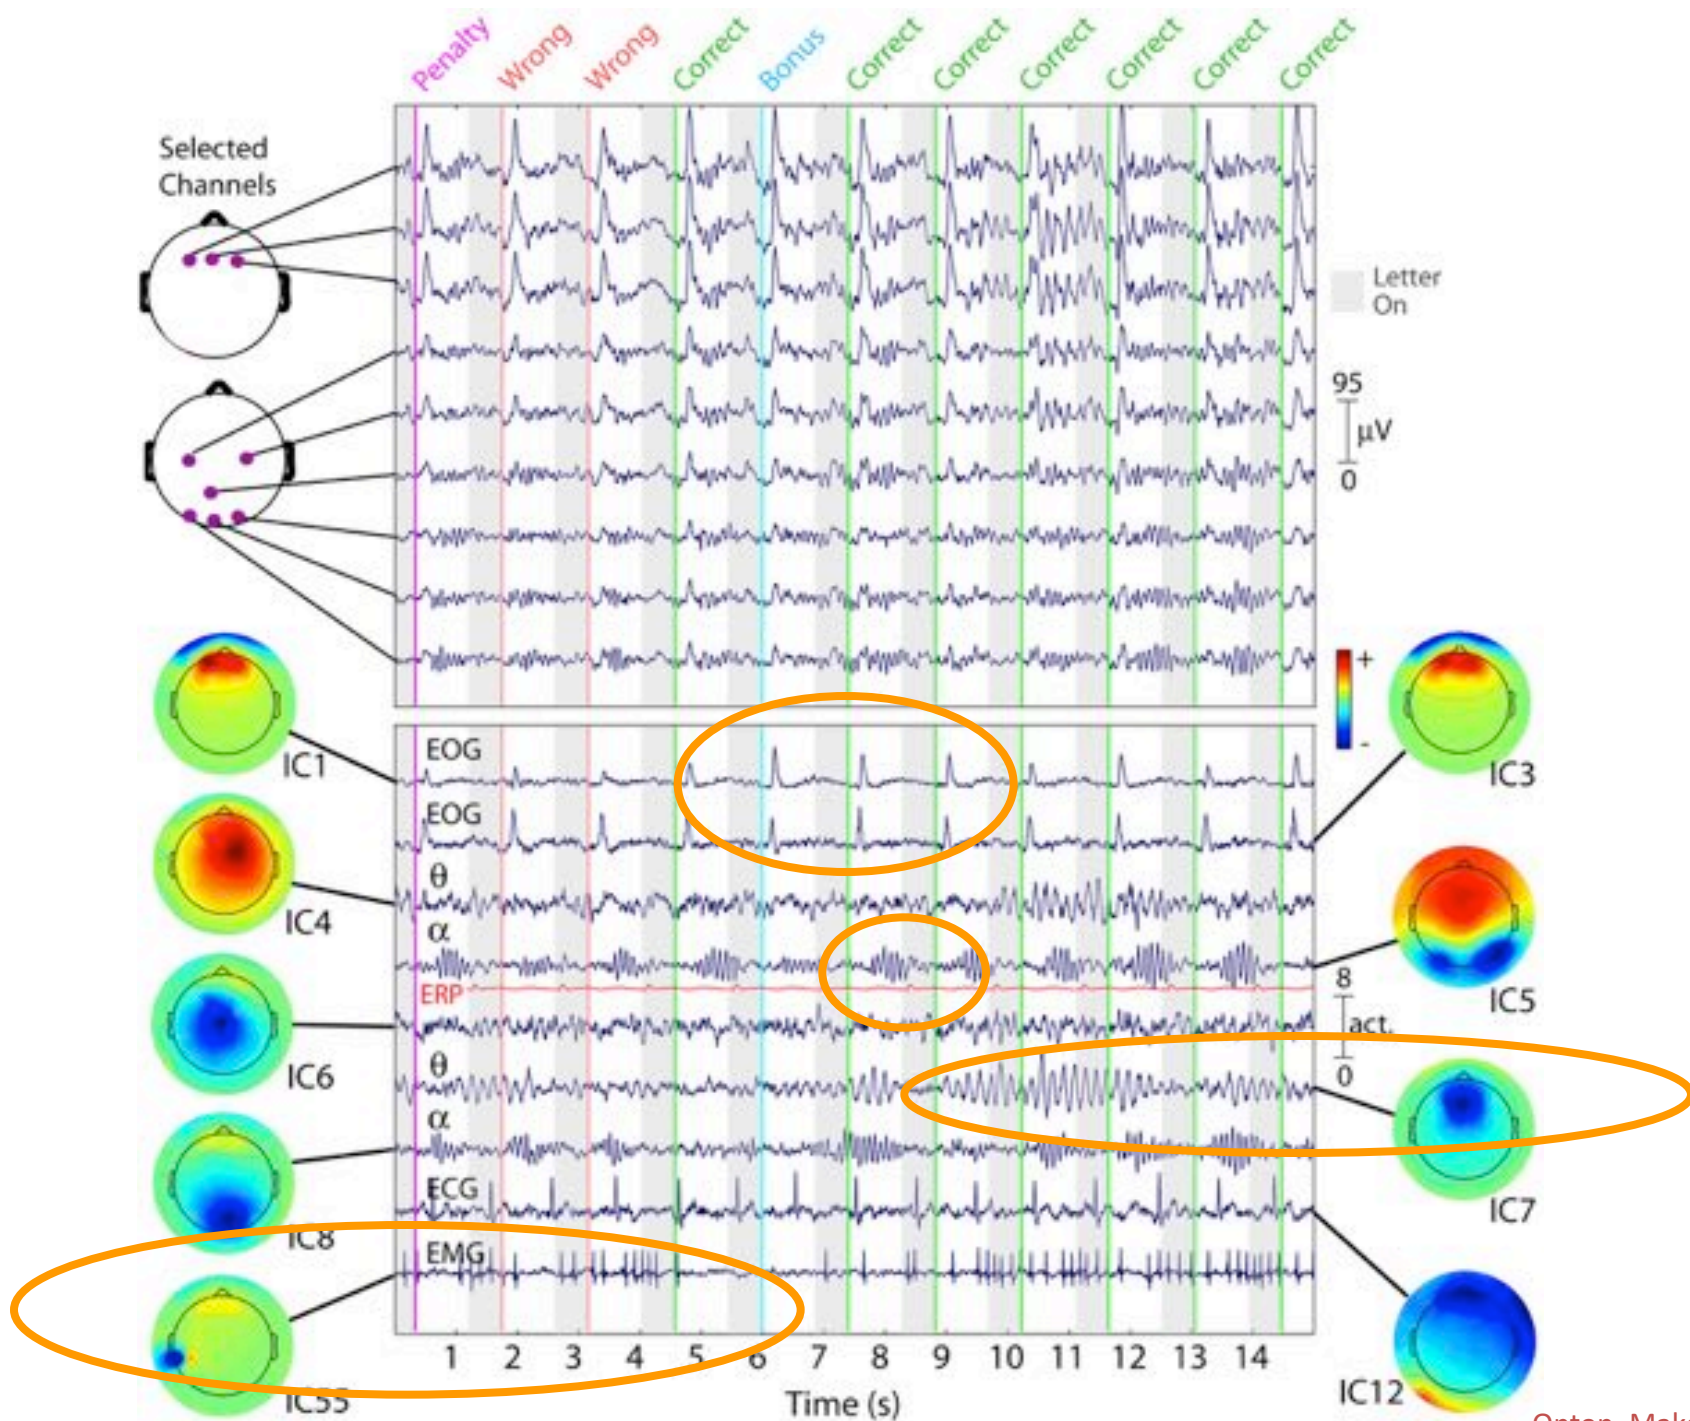 Penalty
Wrong
Wrong
Correct
Bonus
Correct
Correct
Correct
Correct
Correct
Correct
Selected
Channels
Letter
On
95
μV
0
+
-
EOG
IC1
IC3
EOG
θ
IC4
α
ERP
IC5
8
act.
0
IC6
θ
IC7
α
IC8
ECG
EMG
IC55
IC12
1 2 3 4 5 6 7 8 9 10 11 12 13 14
Time (s)